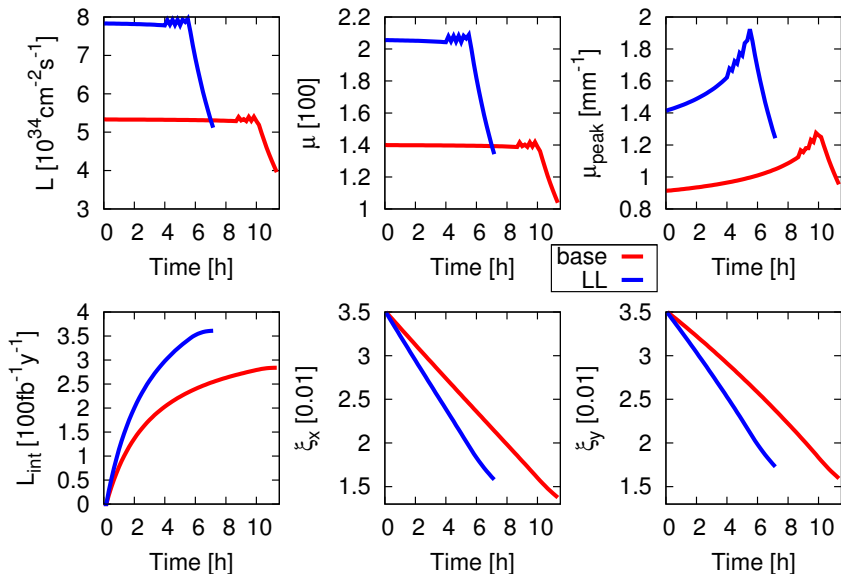 L [10^34 cm^-2 s^-1]
8
7
6
5
4
3
0 2 4 6 8 10
Time [h]
μ [100]
2.2
2
1.8
1.6
1.4
1.2
1
0 2 4 6 8 10
Time [h]
μ_peak [mm^-1]
2
1.8
1.6
1.4
1.2
1
0.8
0 2 4 6 8 10
Time [h]
base
LL
L_int [100fb^-1 y^-1]
4
3.5
3
2.5
2
1.5
1
0.5
0
0 2 4 6 8 10
Time [h]
ξ_x [0.01]
3.5
3
2.5
2
1.5
0 2 4 6 8 10
Time [h]
ξ_y [0.01]
3.5
3
2.5
2
1.5
0 2 4 6 8 10
Time [h]